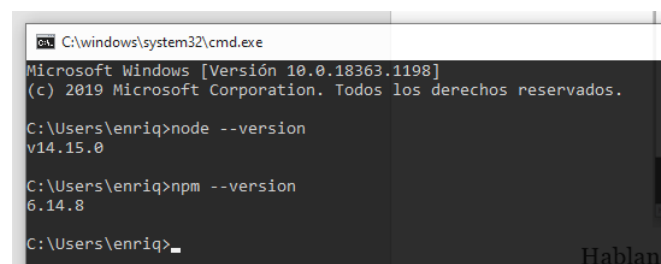 C:\windows\system32\cmd.exe
Microsoft Windows [Versión 10.0.18363.1198]
(c) 2019 Microsoft Corporation. Todos los derechos reservados.
C:\Users\enriq>node --version
v14.15.0
C:\Users\enriq>npm --version
6.14.8
C:\Users\enriq>
Hablan